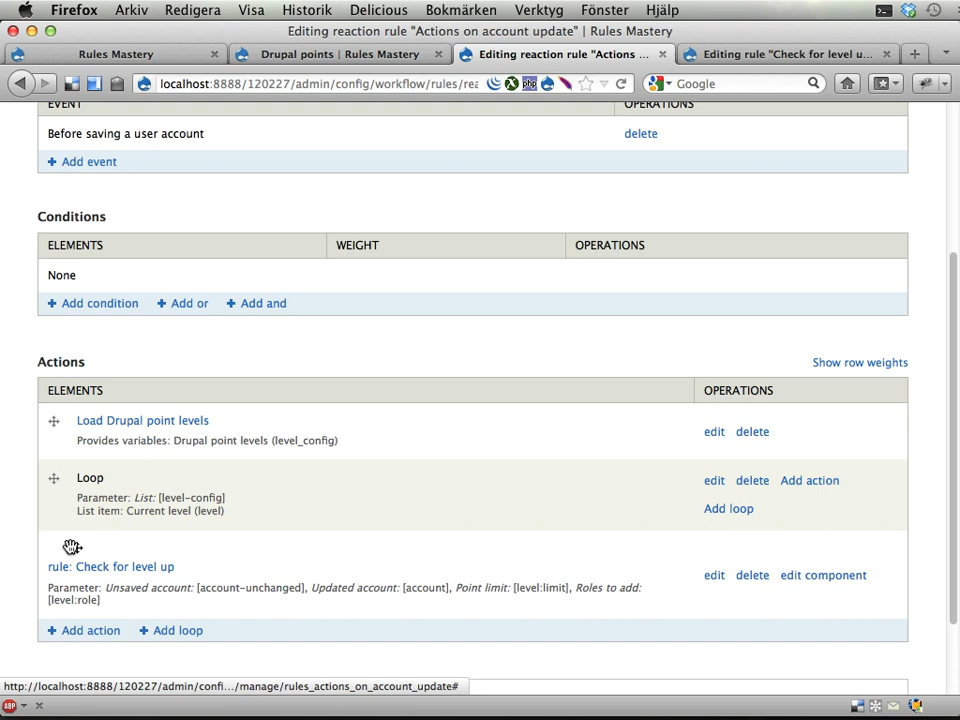 Firefox Arkiv Redigera Visa Historik Delicious Bokmärken Verktyg Fönster Hjälp
Editing reaction rule "Actions on account update" | Rules Mastery
Rules Mastery Drupal points | Rules Mastery Editing reaction rule "Actions ... Editing rule "Check for level u...
localhost:8888/120227/admin/config/workflow/rules/rea php Google
EVENT OPERATIONS
Before saving a user account delete
+ Add event
Conditions
ELEMENTS WEIGHT OPERATIONS
None
+ Add condition + Add or + Add and
Actions Show row weights
ELEMENTS OPERATIONS
Load Drupal point levels
Provides variables: Drupal point levels (level_config) edit delete
Loop
Parameter: List: [level-config] edit delete Add action
List item: Current level (level) Add loop
rule: Check for level up
Parameter: Unsaved account: [account-unchanged], Updated account: [account], Point limit: [level:limit], Roles to add: edit delete edit component
[level:role]
+ Add action + Add loop
http://localhost:8888/120227/admin/confi.../manage/rules_actions_on_account_update#
ABP